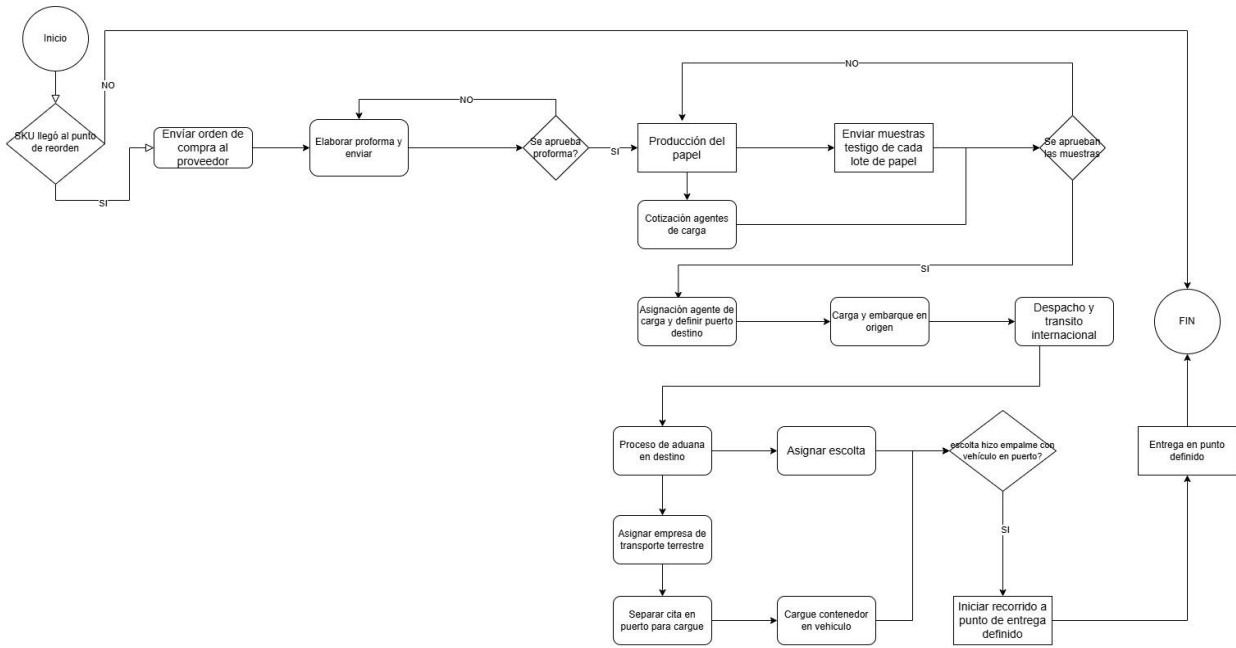 Inicio
SKU llegó al punto
de reorden
NO
SI
Envíar orden de
compra al
proveedor
Elaborar proforma y
enviar
NO
Se aprueba
proforma?
SI
Producción del
papel
Enviar muestras
testigo de cada
lote de papel
NO
Se aprueban
las muestras
Cotización agentes
de carga
SI
Asignación agente de
carga y definir puerto
destino
Carga y embarque en
origen
Despacho y
transito
internacional
FIN
Proceso de aduana
en destino
Asignar escolta
escolta hizo empalme con
vehículo en puerto?
Entrega en punto
definido
Asignar empresa de
transporte terrestre
SI
Separar cita en
puerto para cargue
Cargue contenedor
en vehiculo
Iniciar recorrido a
punto de entrega
definido